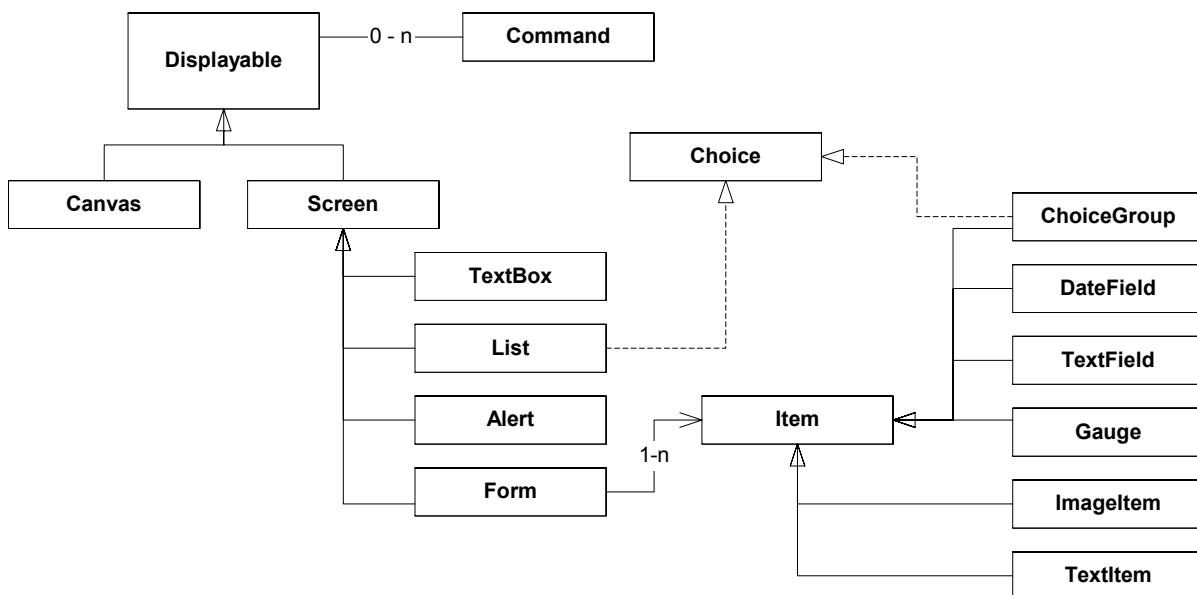 Displayable
0 - n
Command
Choice
Canvas
Screen
ChoiceGroup
TextBox
DateField
List
TextField
Alert
Item
Gauge
1-n
Form
ImageItem
TextItem